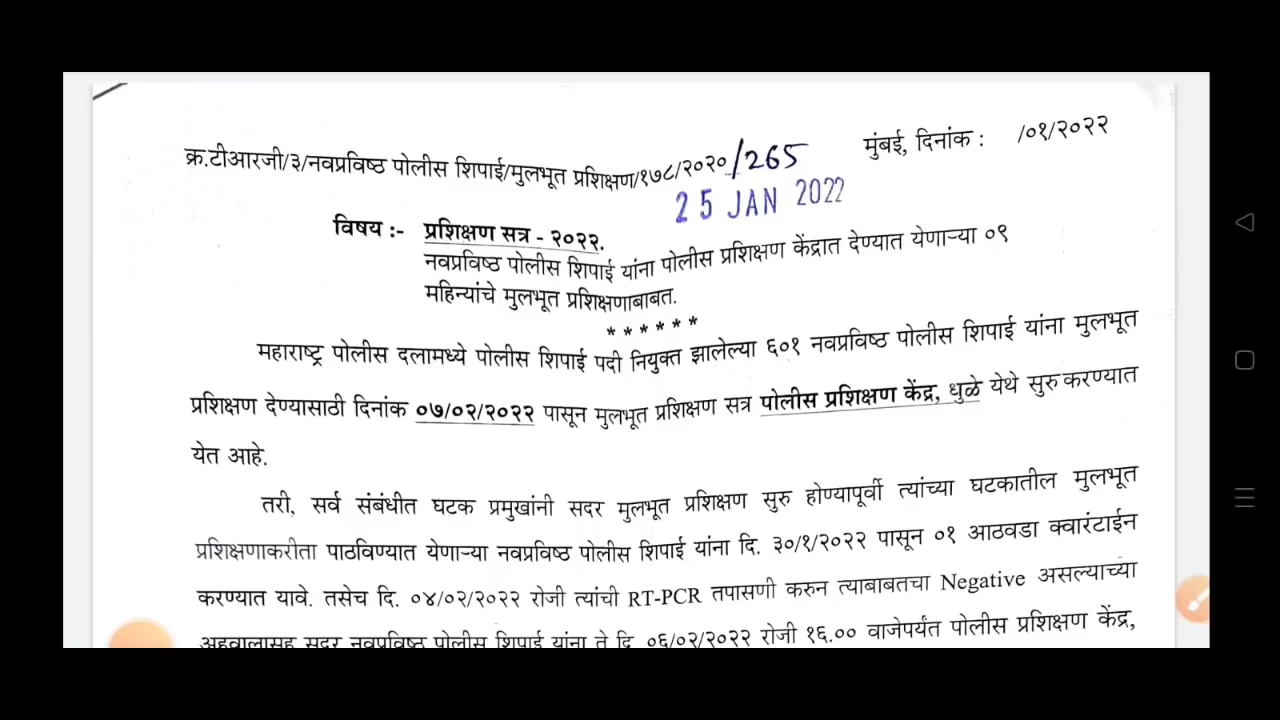 क्र.टीआरजी/३/नवप्रविष्ठ पोलीस शिपाई/मुलभूत प्रशिक्षण/१७८/२०२०/265
मुंबई, दिनांक : /०१/२०२२
25 JAN 2022
विषय :- प्रशिक्षण सत्र - २०२२.
नवप्रविष्ठ पोलीस शिपाई यांना पोलीस प्रशिक्षण केंद्रात देण्यात येणाऱ्या ०९
महिन्यांचे मुलभूत प्रशिक्षणाबाबत.
******
महाराष्ट्र पोलीस दलामध्ये पोलीस शिपाई पदी नियुक्त झालेल्या ६०१ नवप्रविष्ठ पोलीस शिपाई यांना मुलभूत
प्रशिक्षण देण्यासाठी दिनांक ०७/०२/२०२२ पासून मुलभूत प्रशिक्षण सत्र पोलीस प्रशिक्षण केंद्र, धुळे येथे सुरु करण्यात
येत आहे.
तरी, सर्व संबंधीत घटक प्रमुखांनी सदर मुलभूत प्रशिक्षण सुरु होण्यापूर्वी त्यांच्या घटकातील मुलभूत
प्रशिक्षणाकरीता पाठविण्यात येणाऱ्या नवप्रविष्ठ पोलीस शिपाई यांना दि. ३०/१/२०२२ पासून ०१ आठवडा क्वारंटाईन
करण्यात यावे. तसेच दि. ०४/०२/२०२२ रोजी त्यांची RT-PCR तपासणी करुन त्याबाबतचा Negative असल्याच्या
अहवालासह सदर नवप्रविष्ठ पोलीस शिपाई यांना ते दि. ०६/०२/२०२२ रोजी १६.०० वाजेपर्यंत पोलीस प्रशिक्षण केंद्र,